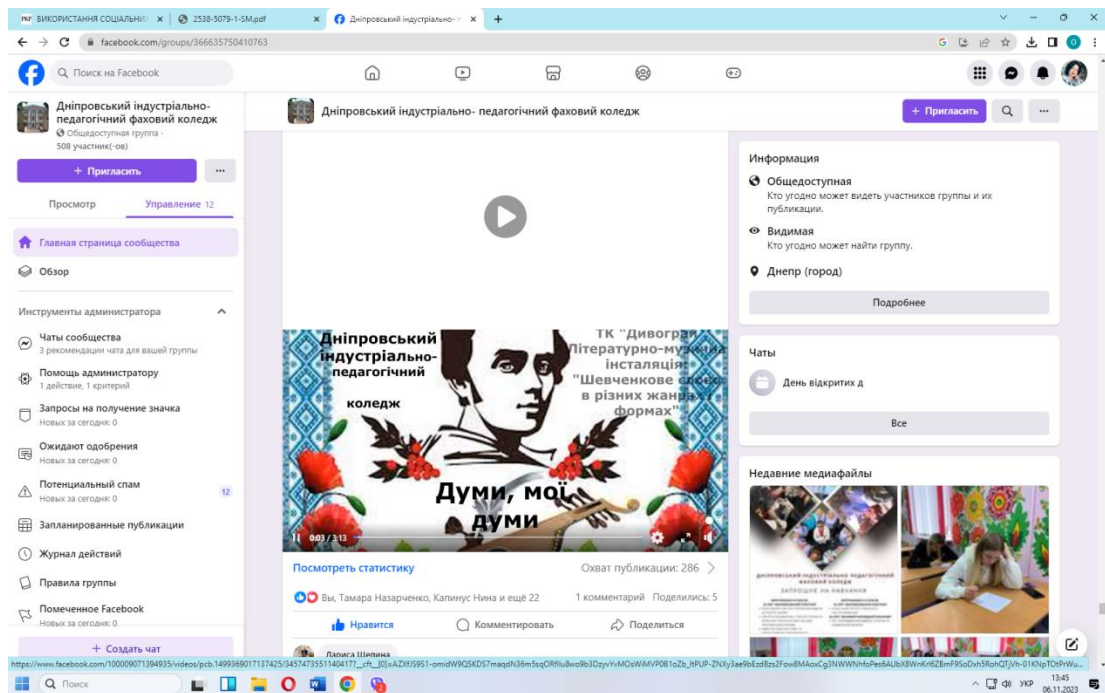 ВИКОРИСТАННЯ СОЦІАЛЬНИ
2538-5079-1-SM.pdf
Дніпровський індустріально-
facebook.com/groups/366635750410763
Поиск на Facebook
Дніпровський індустріально-
педагогічний фаховий коледж
Общедоступная группа ·
508 участник(-ов)
+ Пригласить
Просмотр
Управление 12
Главная страница сообщества
Обзор
Инструменты администратора
Чаты сообщества
3 рекомендации чата для вашей группы
Помощь администратору
1 действие, 1 критерий
Запросы на получение значка
Новых за сегодня: 0
Ожидают одобрения
Новых за сегодня: 0
Потенциальный спам
Новых за сегодня: 0
12
Запланированные публикации
Журнал действий
Правила группы
Помеченное Facebook
Новых за сегодня: 0
+ Создать чат
Дніпровський індустріально- педагогічний фаховий коледж
+ Пригласить
Дніпровський
індустріально-
педагогічний
коледж
ТК "Дивограй
Літературно-музична
інсталяція:
"Шевченкове слово
в різних жанрах і
формах"
Думи, мої
думи
0:03 / 3:13
Посмотреть статистику
Охват публикации: 286
Вы, Тамара Назарченко, Капинус Нина и ещё 22
1 комментарий
Поделились: 5
Нравится
Комментировать
Поделиться
Лариса Щепина
Информация
Общедоступная
Кто угодно может видеть участников группы и их
публикации.
Видимая
Кто угодно может найти группу.
Днепр (город)
Подробнее
Чаты
День відкритих д
Все
Недавние медиафайлы
ДНІПРОВСЬКИЙ ІНДУСТРІАЛЬНО ПЕДАГОГІЧНИЙ
ФАХОВИЙ КОЛЕДЖ
ЗАПРОШУЄ НА НАВЧАННЯ
Поиск
УКР
13:45
06.11.2023